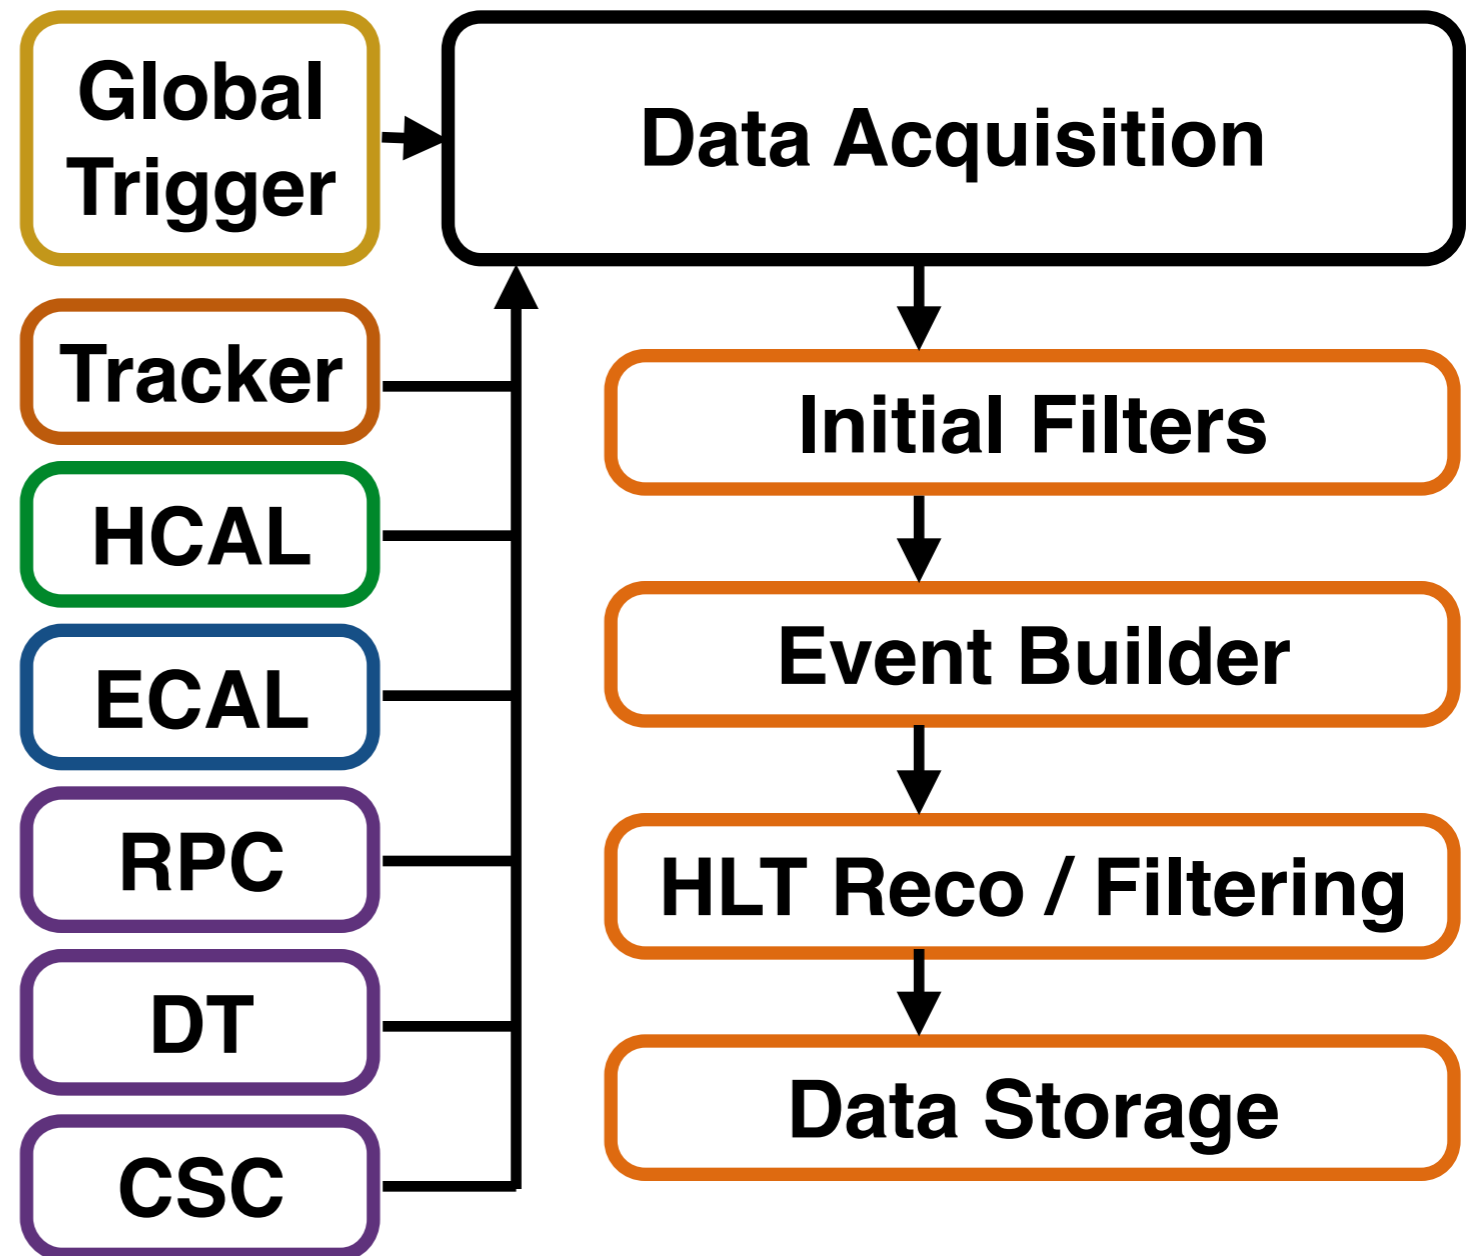 Global
Trigger
Data Acquisition
Tracker
HCAL
ECAL
RPC
DT
CSC
Initial Filters
Event Builder
HLT Reco / Filtering
Data Storage